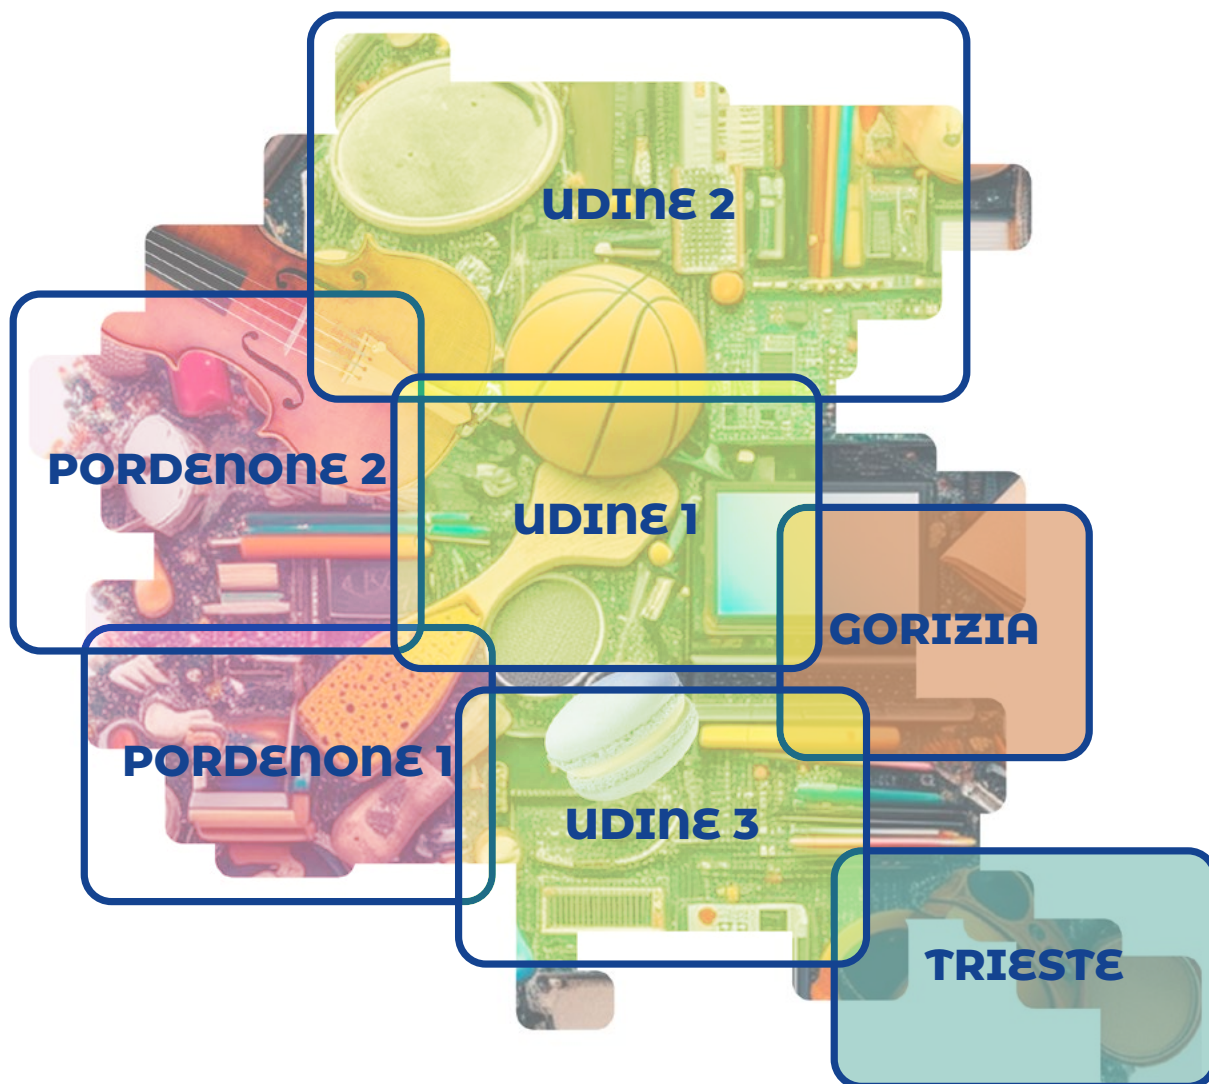 UDINE 2
PORDENONE 2
UDINE 1
GORIZIA
PORDENONE 1
UDINE 3
TRIESTE